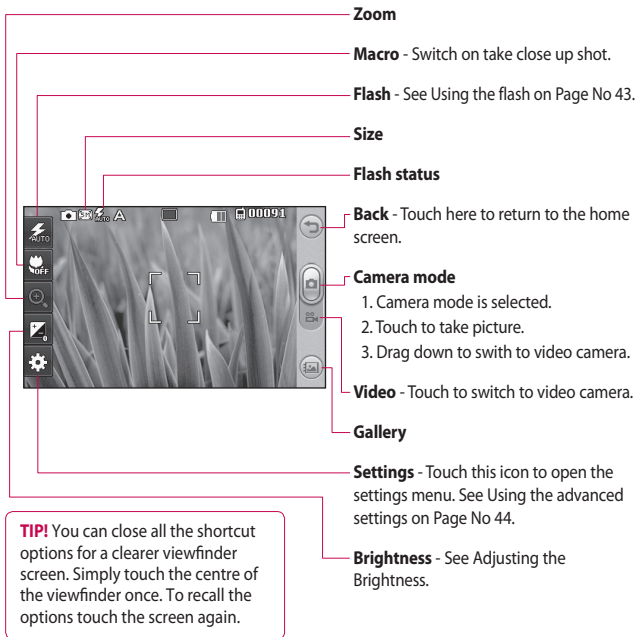 Zoom
Macro - Switch on take close up shot.
Flash - See Using the flash on Page No 43.
Size
Flash status
AUTO
A
00091
AUTO
OFF
0
Back - Touch here to return to the home
screen.
Camera mode
1. Camera mode is selected.
2. Touch to take picture.
3. Drag down to swith to video camera.
Video - Touch to switch to video camera.
Gallery
Settings - Touch this icon to open the
settings menu. See Using the advanced
settings on Page No 44.
Brightness - See Adjusting the
Brightness.
TIP! You can close all the shortcut
options for a clearer viewfinder
screen. Simply touch the centre of
the viewfinder once. To recall the
options touch the screen again.